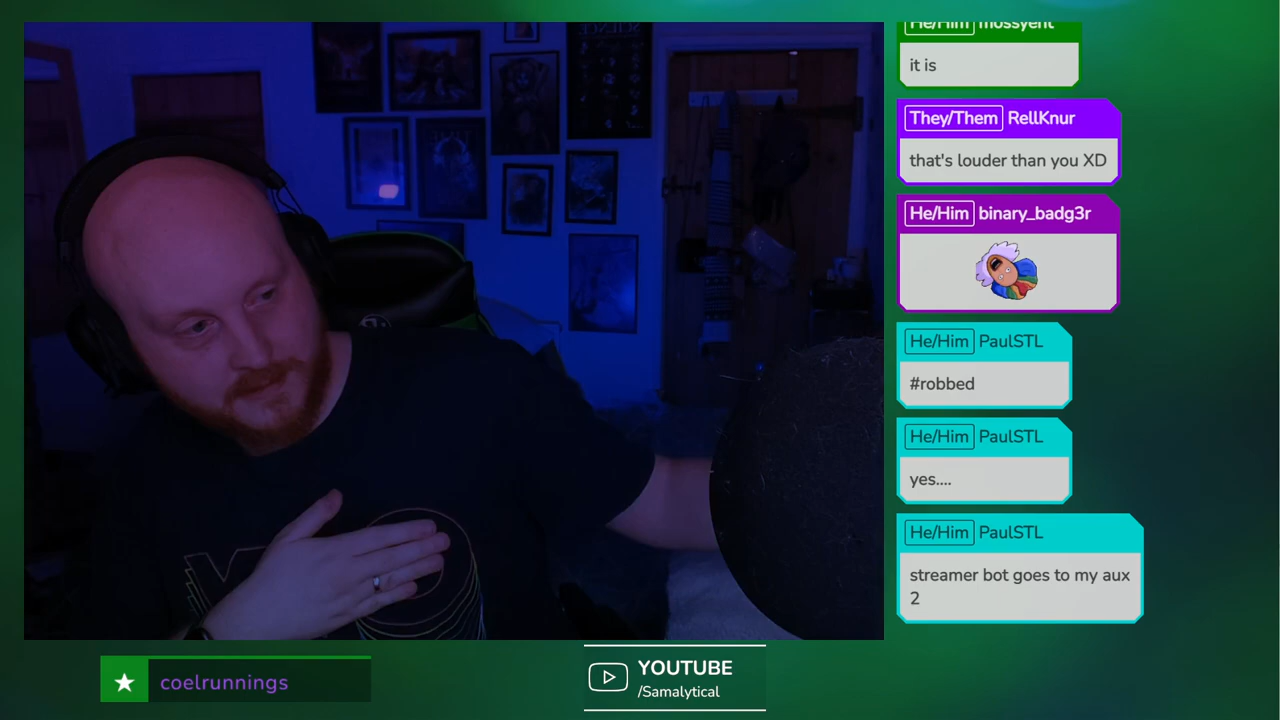 He/Him mossyent
it is
They/Them RellKnur
that's louder than you XD
He/Him binary_badg3r
He/Him PaulSTL
#robbed
He/Him PaulSTL
yes....
He/Him PaulSTL
streamer bot goes to my aux
2
coelrunnings
YOUTUBE
/Samalytical